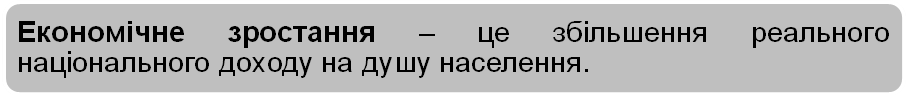 Економічне зростання – це збільшення реального
національного доходу на душу населення.